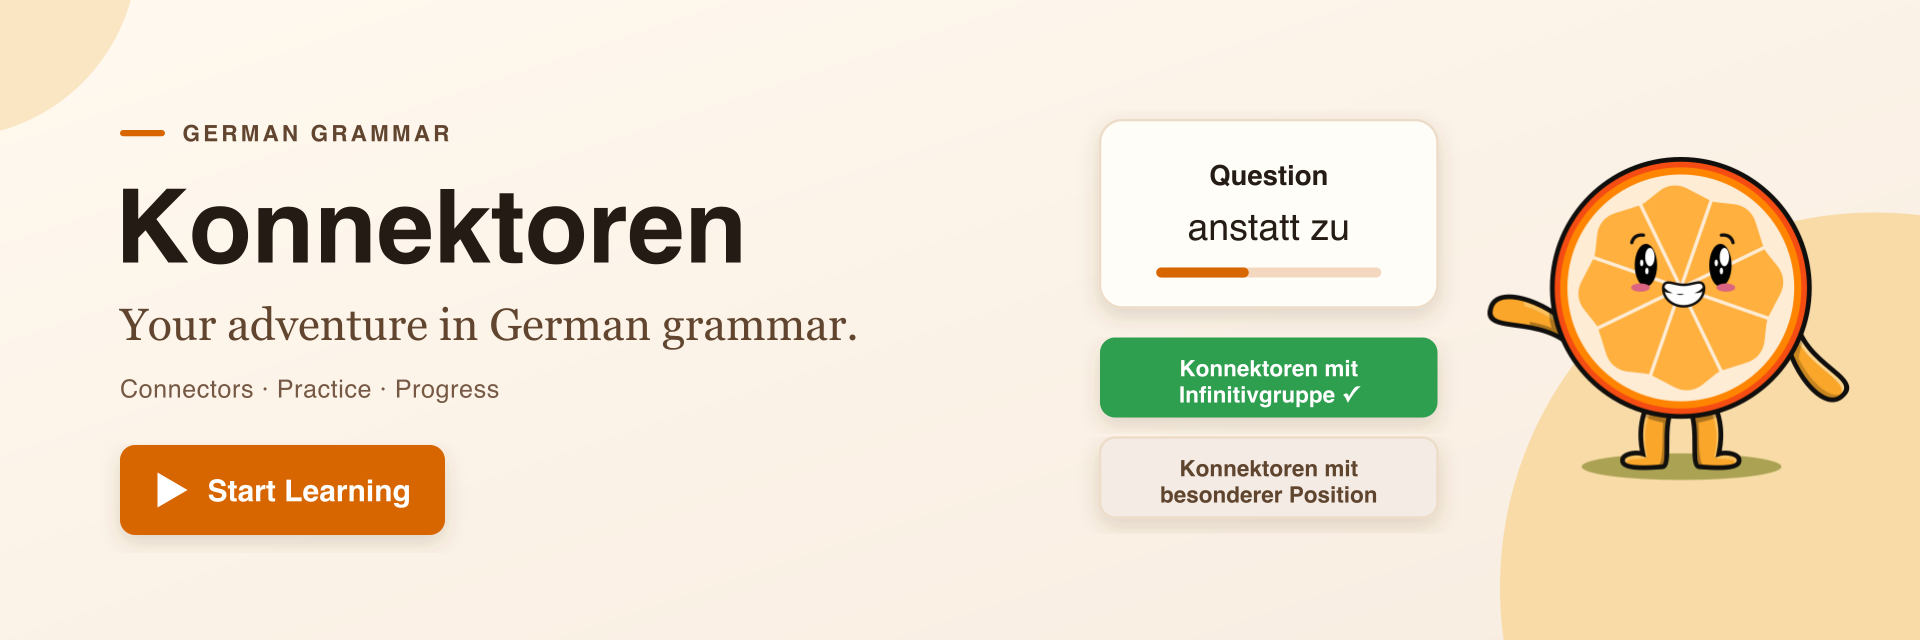 GERMAN GRAMMAR
Konnektoren
Your adventure in German grammar.
Connectors · Practice · Progress
Start Learning
Question
anstatt zu
Konnektoren mit
Infinitivgruppe ✓
Konnektoren mit
besonderer Position